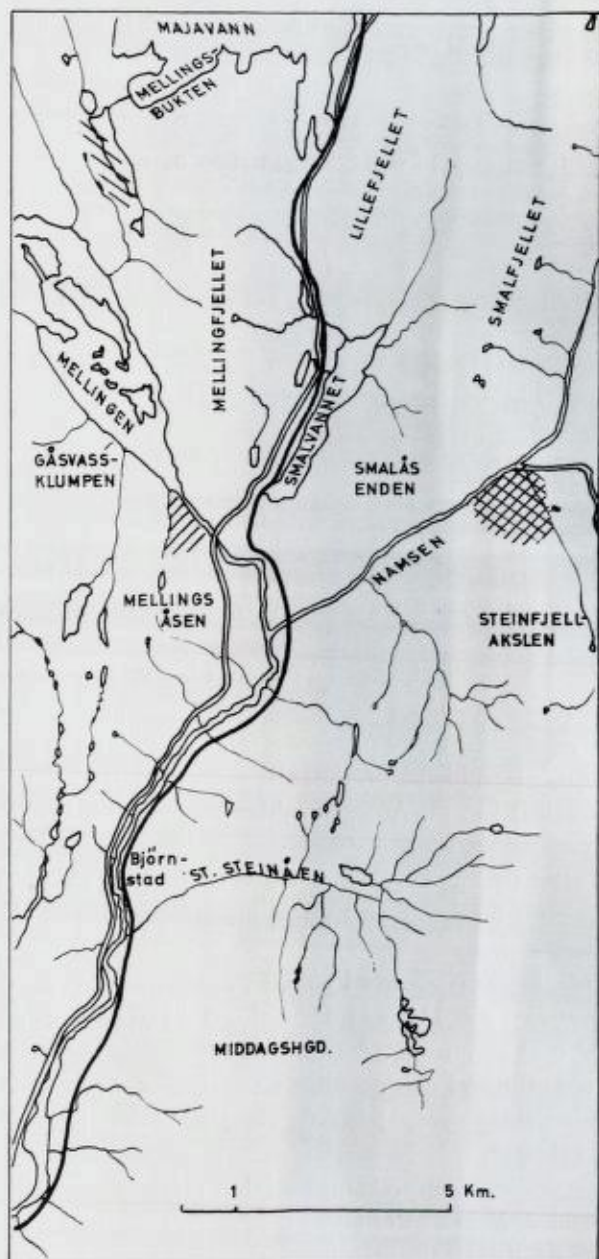 MAJAVANN
MELLINGS-
BUKTEN
LILLEFJELLET
SMALFJELLET
MELLINGFJELLET
MELLINGEN
SMALVANNET
GÅSVASS-
KLUMPEN
SMALÅS
ENDEN
NAMSEN
MELLINGS
ÅSEN
STEINFJELL-
AKSLEN
Björn-
stad
ST. STEINÅEN
MIDDAGSHGD.
1 5 Km.